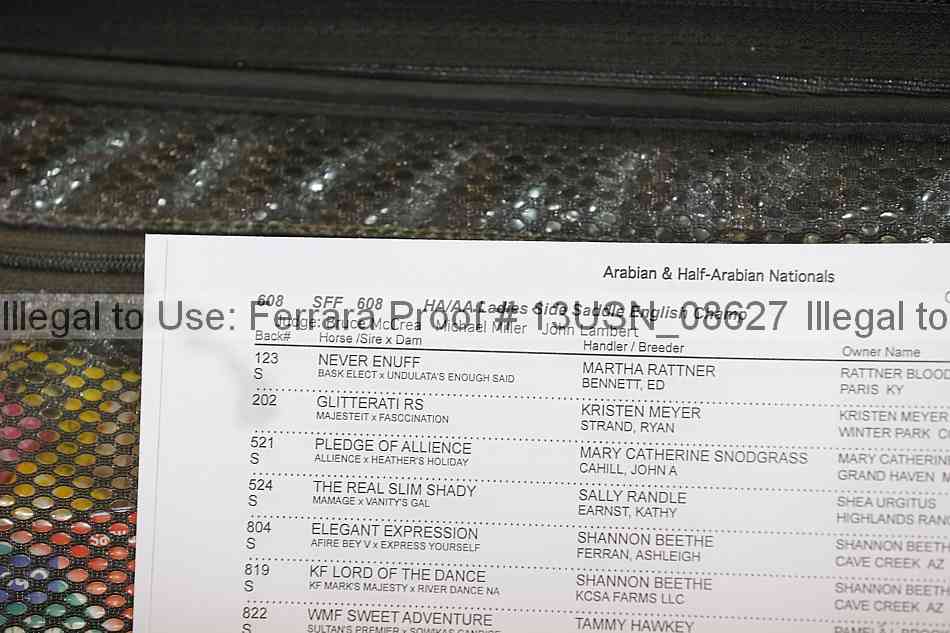 Arabian & Half-Arabian Nationals
608 SFF 608 HA/AA Ladies Side Saddle English Champ
Illegal to Use: Ferrara Proof # 13USN_08627 Illegal to
Judge: Bruce McCrea Michael Miller John Lambert
Back# Horse /Sire x Dam Handler / Breeder Owner Name
123 NEVER ENUFF MARTHA RATTNER RATTNER BLOOD
S BASK ELECT x UNDULATA'S ENOUGH SAID BENNETT, ED PARIS KY
202 GLITTERATI RS KRISTEN MEYER KRISTEN MEYER
MAJESTEIT x FASCCINATION STRAND, RYAN WINTER PARK
521 PLEDGE OF ALLIENCE MARY CATHERINE SNODGRASS MARY CATHERIN
S ALLIENCE x HEATHER'S HOLIDAY CAHILL, JOHN A GRAND HAVEN
524 THE REAL SLIM SHADY SALLY RANDLE SHEA URGITUS
S MAMAGE x VANITY'S GAL EARNST, KATHY HIGHLANDS RAN
804 ELEGANT EXPRESSION SHANNON BEETHE SHANNON BEETH
S AFIRE BEY V x EXPRESS YOURSELF FERRAN, ASHLEIGH CAVE CREEK AZ
819 KF LORD OF THE DANCE SHANNON BEETHE SHANNON BEETH
S KF MARK'S MAJESTY x RIVER DANCE NA KCSA FARMS LLC CAVE CREEK AZ
822 WMF SWEET ADVENTURE TAMMY HAWKEY
S SULTAN'S PREMIER x SOWKAS CANDIDE